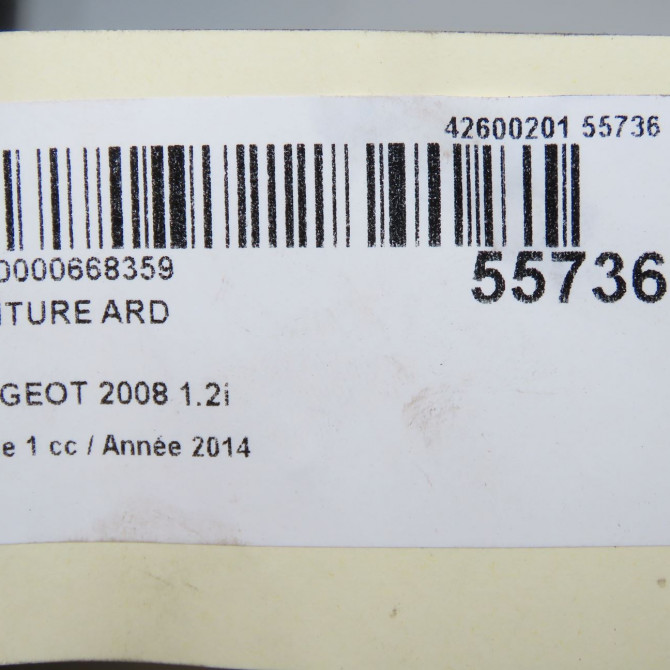 42600201 55736
0000668359
55736
ITURE ARD
GEOT 2008 1.2i
e 1 cc / Année 2014